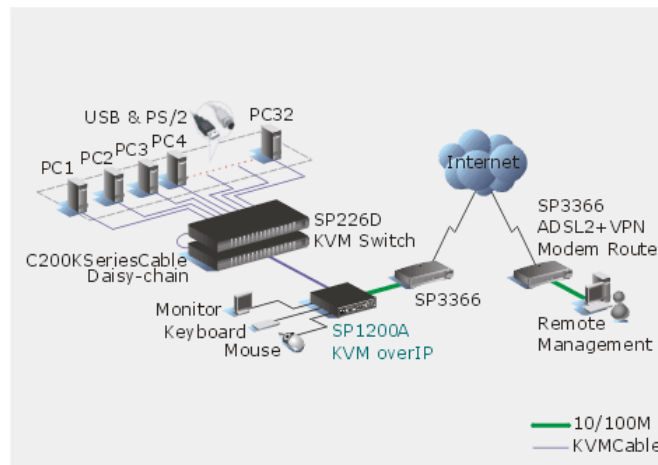 USB & PS/2
PC32
PC4
PC3
PC2
PC1
Internet
SP226D
KVM Switch
SP3366
ADSL2+VPN
Modem Route
C200KSeriesCable
Daisy-chain
SP3366
Monitor
Keyboard
Mouse
SP1200A
KVM overIP
Remote
Management
10/100M
KVMCable